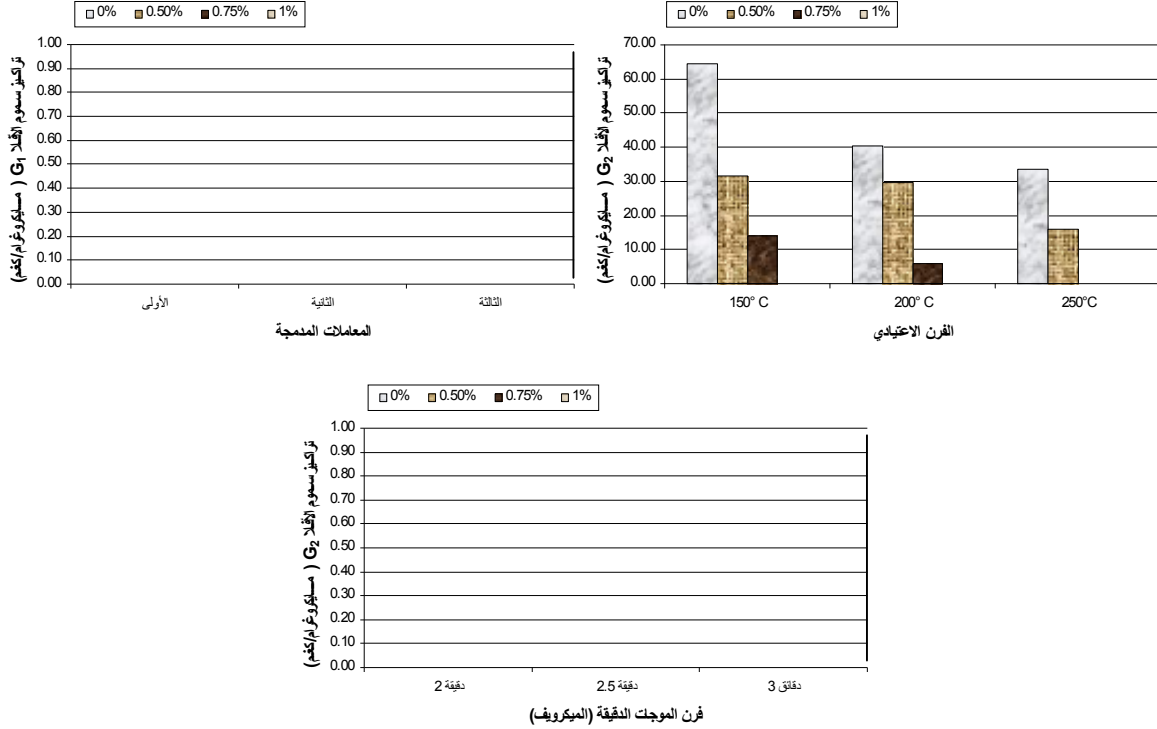 0% 0.50% 0.75% 1%
1.00
0.90
0.80
0.70
0.60
0.50
0.40
0.30
0.20
0.10
0.00
تراكيز سموم الأفلا G₁ ( مايكروغرام/كغم)
الأولى الثانية الثالثة
المعاملات المدمجة
0% 0.50% 0.75% 1%
70.00
60.00
50.00
40.00
30.00
20.00
10.00
0.00
تراكيز سموم الأفلا G₂ ( مايكروغرام/كغم)
150° C 200° C 250°C
الفرن الاعتيادي
0% 0.50% 0.75% 1%
1.00
0.90
0.80
0.70
0.60
0.50
0.40
0.30
0.20
0.10
0.00
تراكيز سموم الأفلا G₂ ( مايكروغرام/كغم)
2 دقيقة 2.5 دقيقة 3 دقائق
فرن الموجات الدقيقة (الميكرويف)